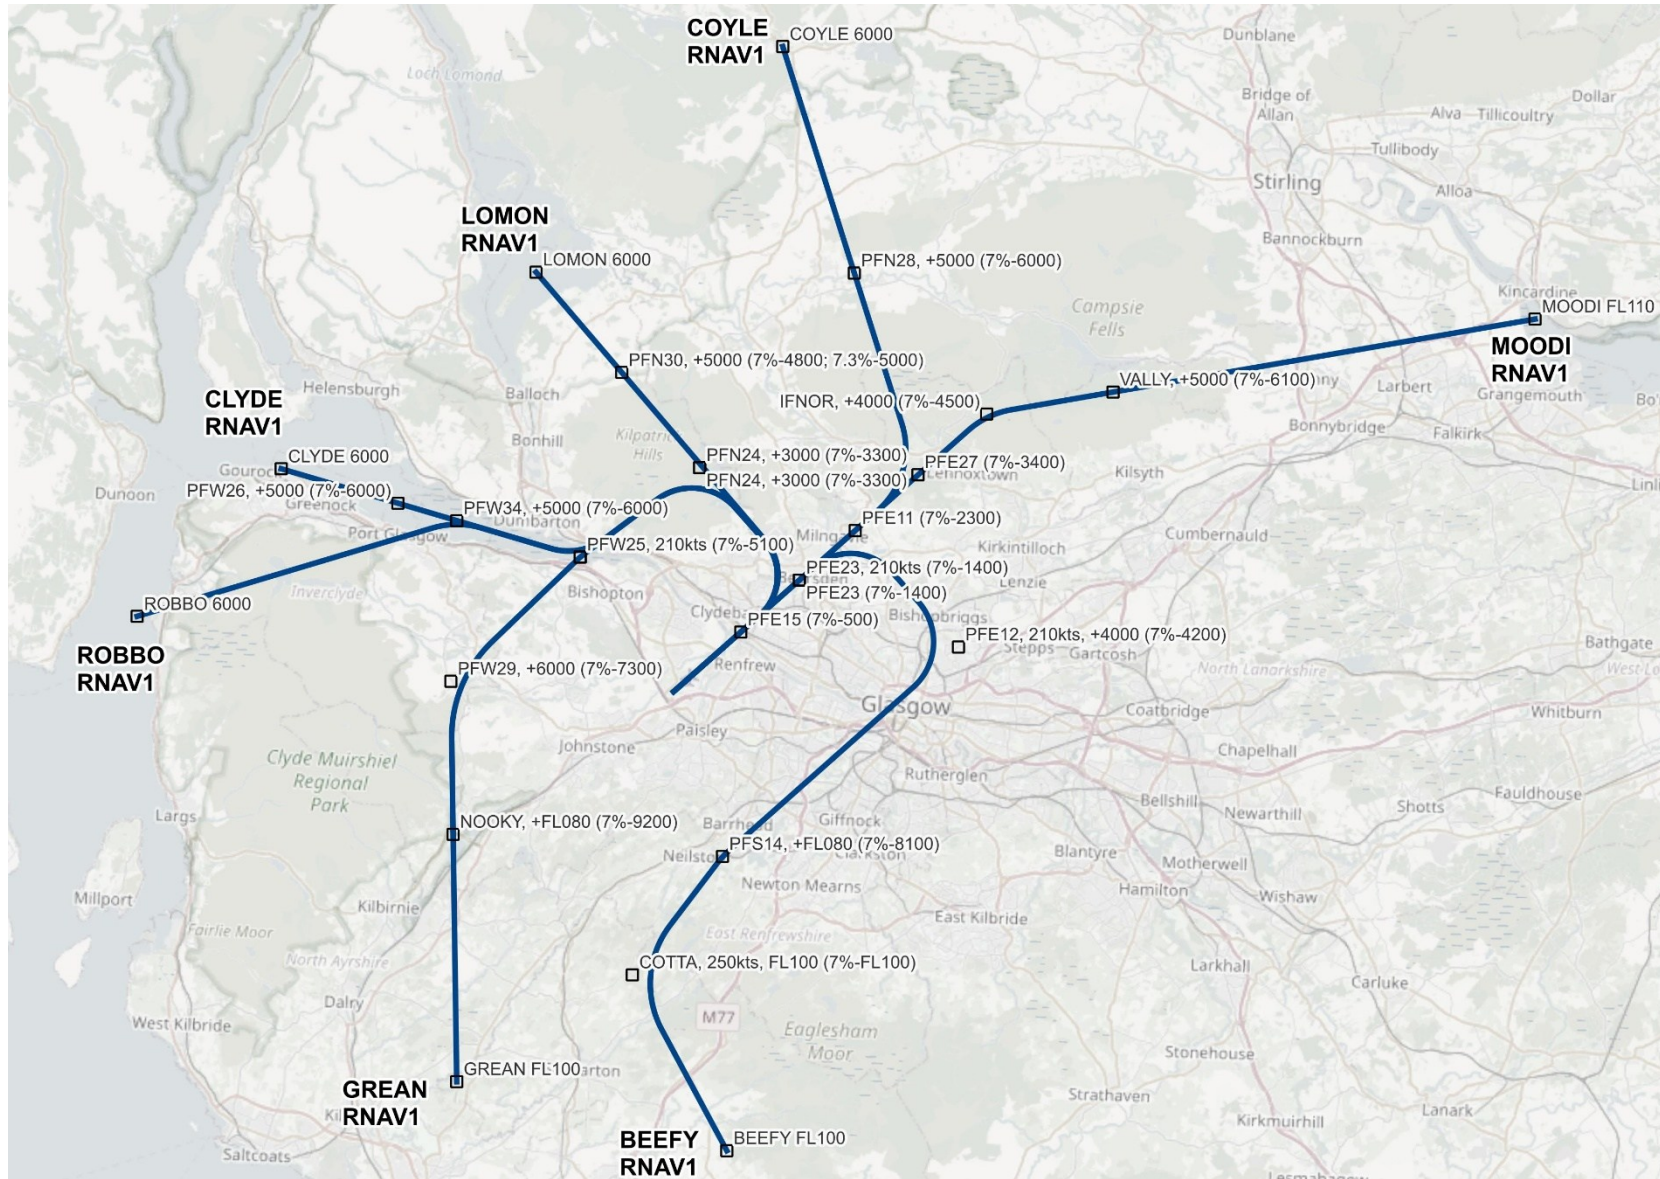 COYLE
RNAV1
COYLE 6000
Dunblane
Loch Lomond
Bridge of
Allan
Dollar
Alva
Tillicoultry
Tullibody
Stirling
Alloa
LOMON
RNAV1
LOMON 6000
Bannockburn
PFN28, +5000 (7%-6000)
Kincardine
MOODI FL110
Campsie
Fells
MOODI
RNAV1
PFN30, +5000 (7%-4800; 7.3%-5000)
VALLY, +5000 (7%-6100)
Larbert
Grangemouth
Helensburgh
Balloch
CLYDE
RNAV1
IFNOR, +4000 (7%-4500)
Bonnybridge
Falkirk
Bonhill
Kilpatrick
Hills
CLYDE 6000
PFN24, +3000 (7%-3300)
PFN24, +3000 (7%-3300)
PFE27 (7%-3400)
Kilsyth
Dunoon
PFW26, +5000 (7%-6000)
Greenock
PFW34, +5000 (7%-6000)
Dumbarton
Port Glasgow
PFE11 (7%-2300)
Milngavie
Kirkintilloch
Cumbernauld
PFW25, 210kts (7%-5100)
PFE23, 210kts (7%-1400)
PFE23 (7%-1400)
Lenzie
Bishopton
Inverclyde
ROBBO 6000
Clydebank
Bishopbriggs
PFE15 (7%-500)
PFE12, 210kts, +4000 (7%-4200)
Stepps
Gartcosh
Bathgate
ROBBO
RNAV1
PFW29, +6000 (7%-7300)
Renfrew
North Lanarkshire
Glasgow
Coatbridge
Whitburn
Paisley
Johnstone
Chapelhall
Clyde Muirshiel
Regional
Park
Rutherglen
Bellshill
Newarthill
Shotts
Fauldhouse
Largs
NOOKY, +FL080 (7%-9200)
Barrhead
Giffnock
Neilston
PFS14, +FL080 (7%-8100)
Clarkston
Blantyre
Motherwell
Newton Mearns
Hamilton
Wishaw
Millport
Kilbirnie
East Kilbride
Fairlie Moor
East Renfrewshire
North Ayrshire
COTTA, 250kts, FL100 (7%-FL100)
Larkhall
Carluke
Dalry
West Kilbride
M77
Eaglesham
Moor
Stonehouse
GREAN FL100
GREAN
RNAV1
Strathaven
Lanark
Kirkmuirhill
BEEFY
RNAV1
BEEFY FL100
Saltcoats